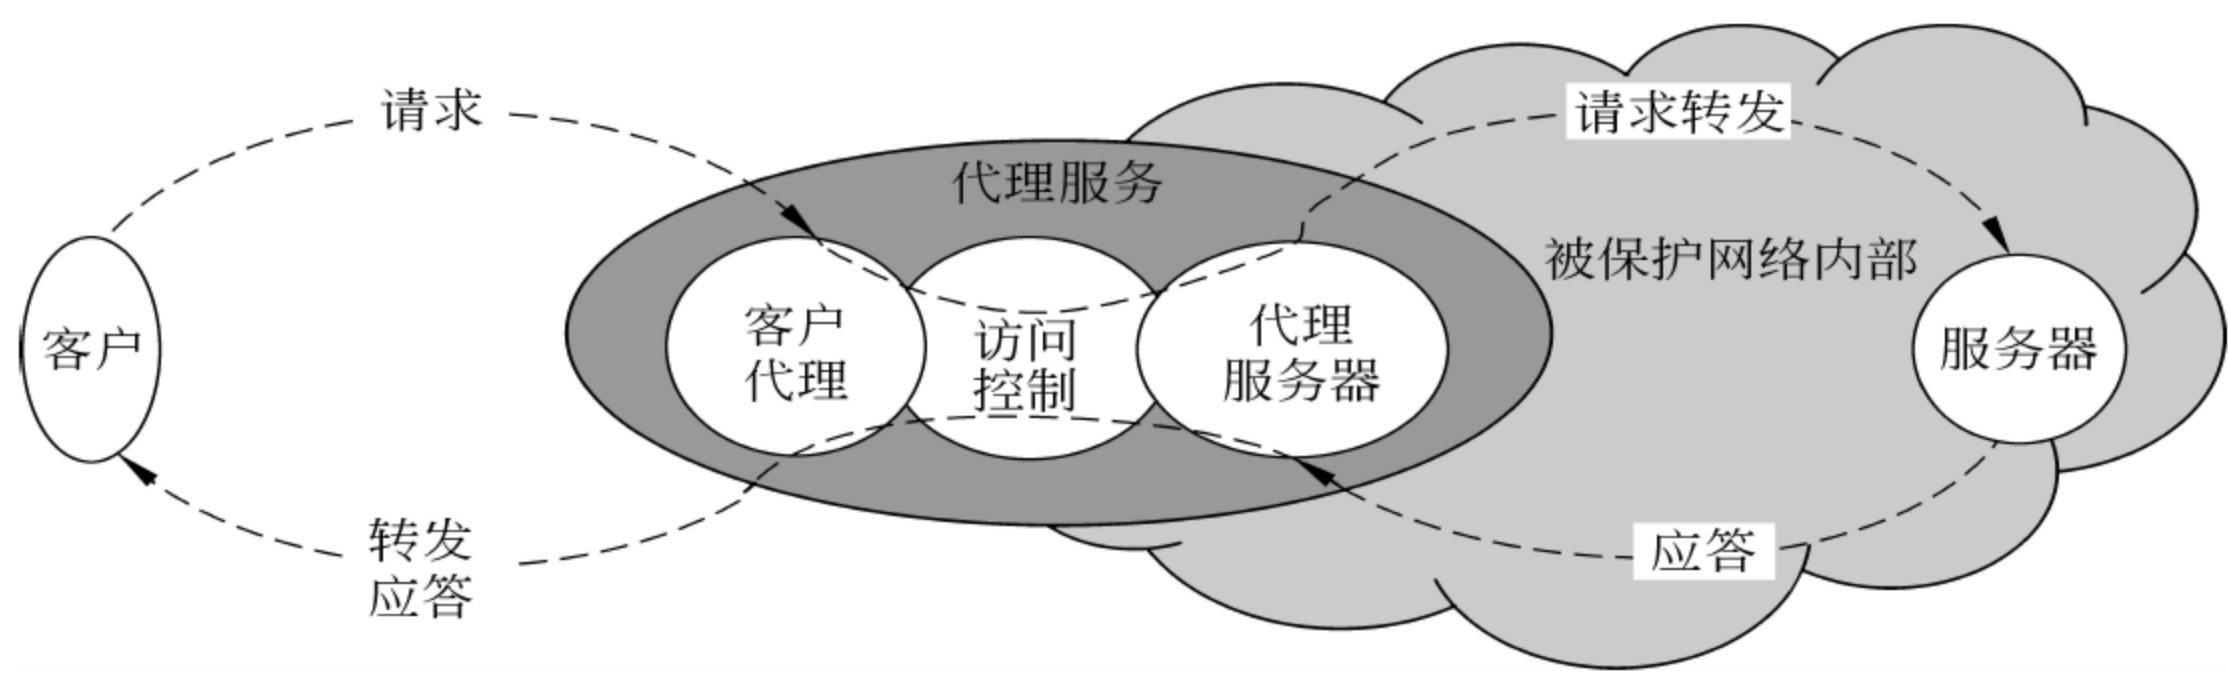 请求
请求转发
代理服务
被保护网络内部
客户
客户
代理
访问
控制
代理
服务器
服务器
转发
应答
应答